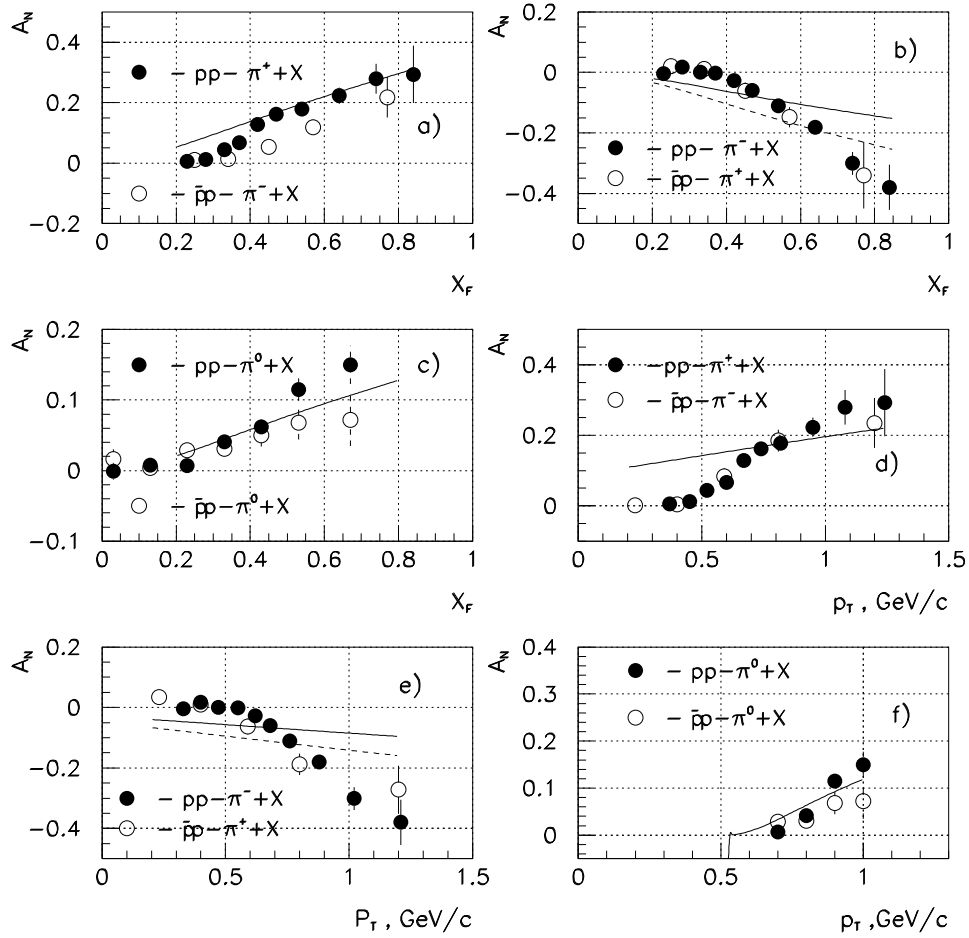 A_N
0.4
0.2
0
−0.2
− pp−π⁺+X
− p̄p−π⁻+X
a)
0 0.2 0.4 0.6 0.8 1
X_F
A_N
0.2
0
−0.2
−0.4
b)
− pp−π⁻+X
− p̄p−π⁺+X
0 0.2 0.4 0.6 0.8 1
X_F
A_N
0.2
0.1
0
−0.1
− pp−π⁰+X
− p̄p−π⁰+X
c)
0 0.2 0.4 0.6 0.8 1
X_F
A_N
0.4
0.2
0
− pp−π⁺+X
− p̄p−π⁻+X
d)
0 0.5 1 1.5
p_T , GeV/c
A_N
0.2
0
−0.2
−0.4
e)
− pp−π⁻+X
− p̄p−π⁺+X
0 0.5 1 1.5
P_T , GeV/c
A_N
0.4
0.3
0.2
0.1
0
− pp−π⁰+X
− p̄p−π⁰+X
f)
0 0.5 1
p_T ,GeV/c